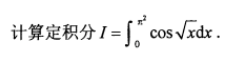 计算定积分 I = ∫₀^{π²} cos√x dx .